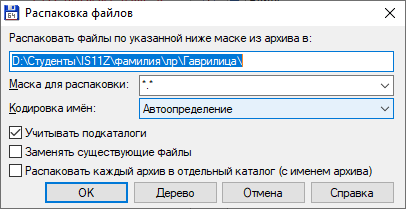 Распаковка файлов
Распаковать файлы по указанной ниже маске из архива в:
D:\Студенты\IS11Z\Фамилия\лр\Гаврилица\
Маска для распаковки: *.*
Кодировка имён: Автоопределение
Учитывать подкаталоги
Заменять существующие файлы
Распаковать каждый архив в отдельный каталог (с именем архива)
OK Дерево Отмена Справка